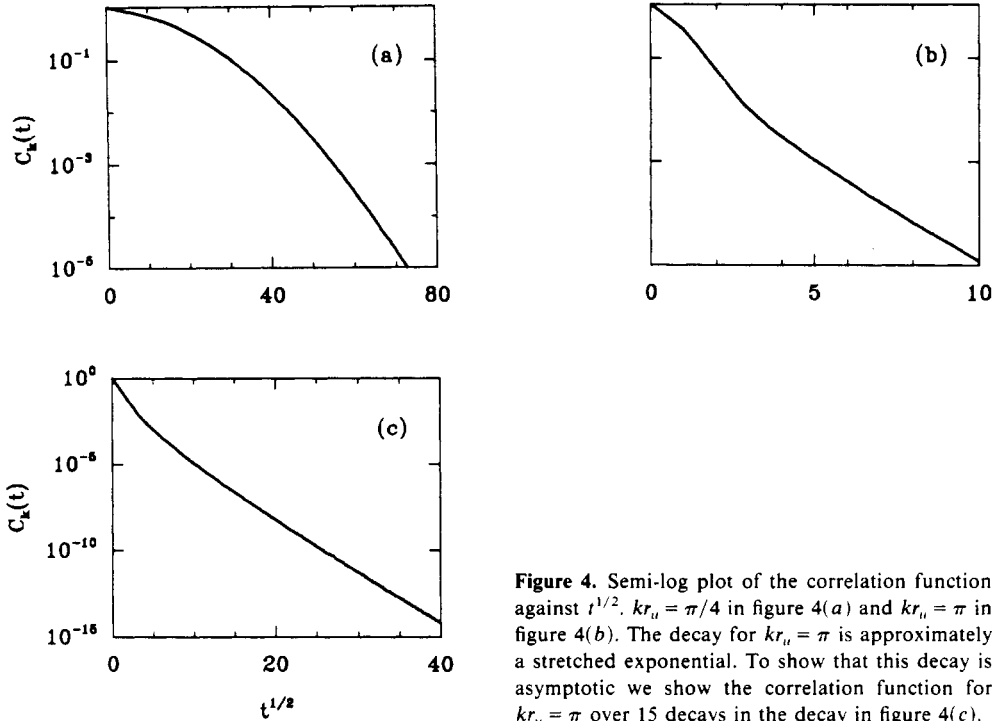 10⁻¹
10⁻³
10⁻⁵
C_k(t)
(a)
0
40
80
(b)
0
5
10
10⁰
10⁻⁵
10⁻¹⁰
10⁻¹⁵
C_k(t)
(c)
0
20
40
t^{1/2}
Figure 4. Semi-log plot of the correlation function
against t^{1/2}. kr_u = π/4 in figure 4(a) and kr_u = π in
figure 4(b). The decay for kr_u = π is approximately
a stretched exponential. To show that this decay is
asymptotic we show the correlation function for
kr_u = π over 15 decays in the decay in figure 4(c).